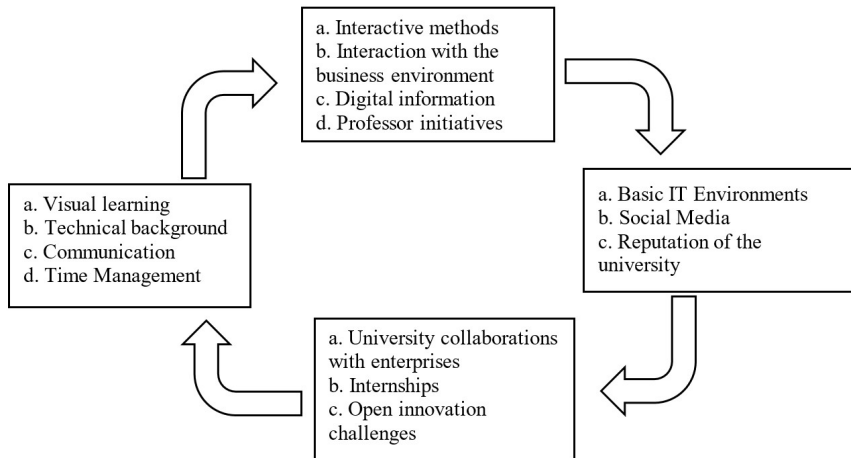 a. Interactive methods
b. Interaction with the
business environment
c. Digital information
d. Professor initiatives
a. Basic IT Environments
b. Social Media
c. Reputation of the
university
a. University collaborations
with enterprises
b. Internships
c. Open innovation
challenges
a. Visual learning
b. Technical background
c. Communication
d. Time Management